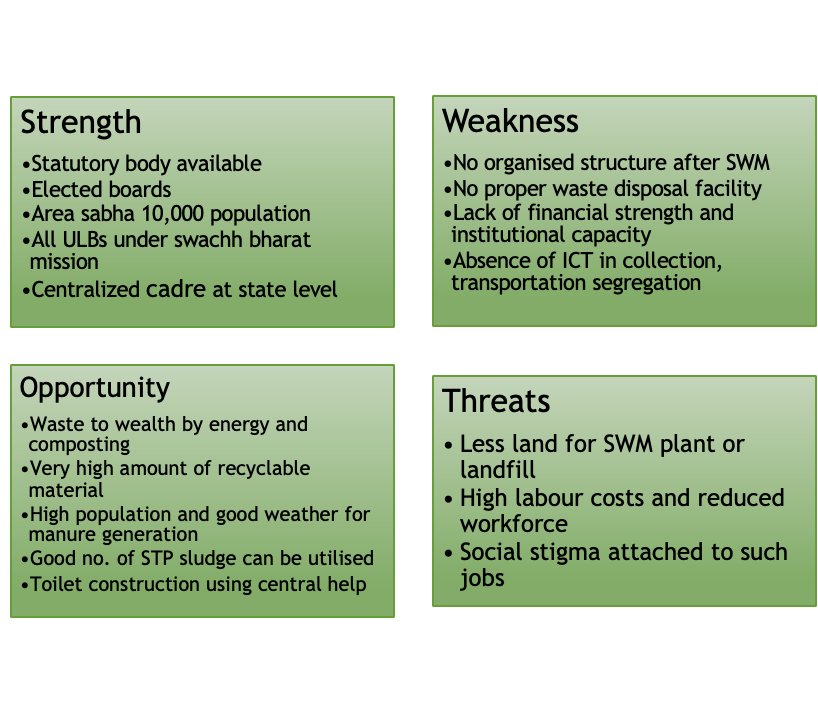 Strength
•Statutory body available
•Elected boards
•Area sabha 10,000 population
•All ULBs under swachh bharat
mission
•Centralized cadre at state level
Weakness
•No organised structure after SWM
•No proper waste disposal facility
•Lack of financial strength and
institutional capacity
•Absence of ICT in collection,
transportation segregation
Opportunity
•Waste to wealth by energy and
composting
•Very high amount of recyclable
material
•High population and good weather for
manure generation
•Good no. of STP sludge can be utilised
•Toilet construction using central help
Threats
• Less land for SWM plant or
landfill
• High labour costs and reduced
workforce
• Social stigma attached to such
jobs